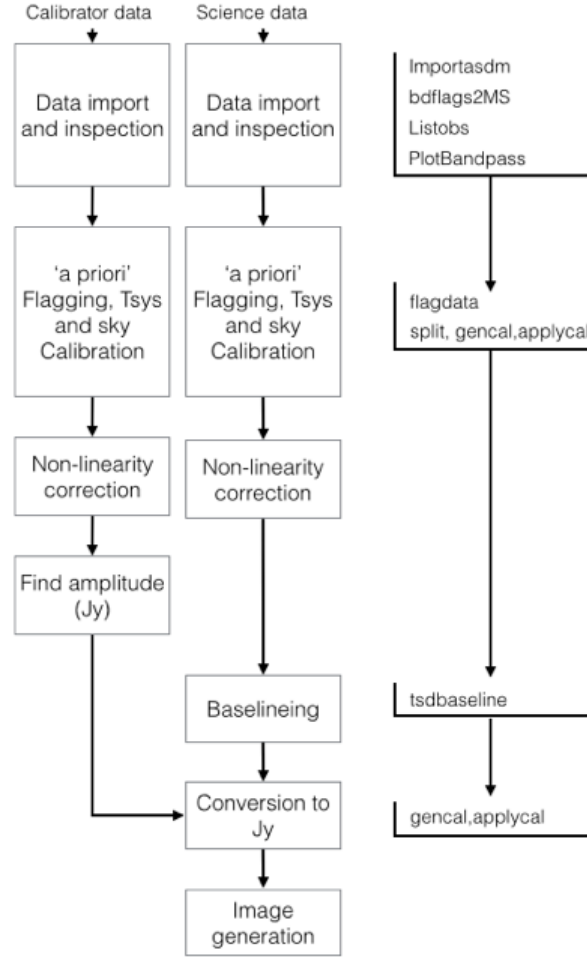 Calibrator data
Science data
Data import
and inspection
Data import
and inspection
Importasdm
bdflags2MS
Listobs
PlotBandpass
‘a priori’
Flagging, Tsys
and sky
Calibration
‘a priori’
Flagging, Tsys
and sky
Calibration
flagdata
split, gencal,applycal
Non-linearity
correction
Non-linearity
correction
Find amplitude
(Jy)
Baselineing
tsdbaseline
Conversion to
Jy
gencal,applycal
Image
generation